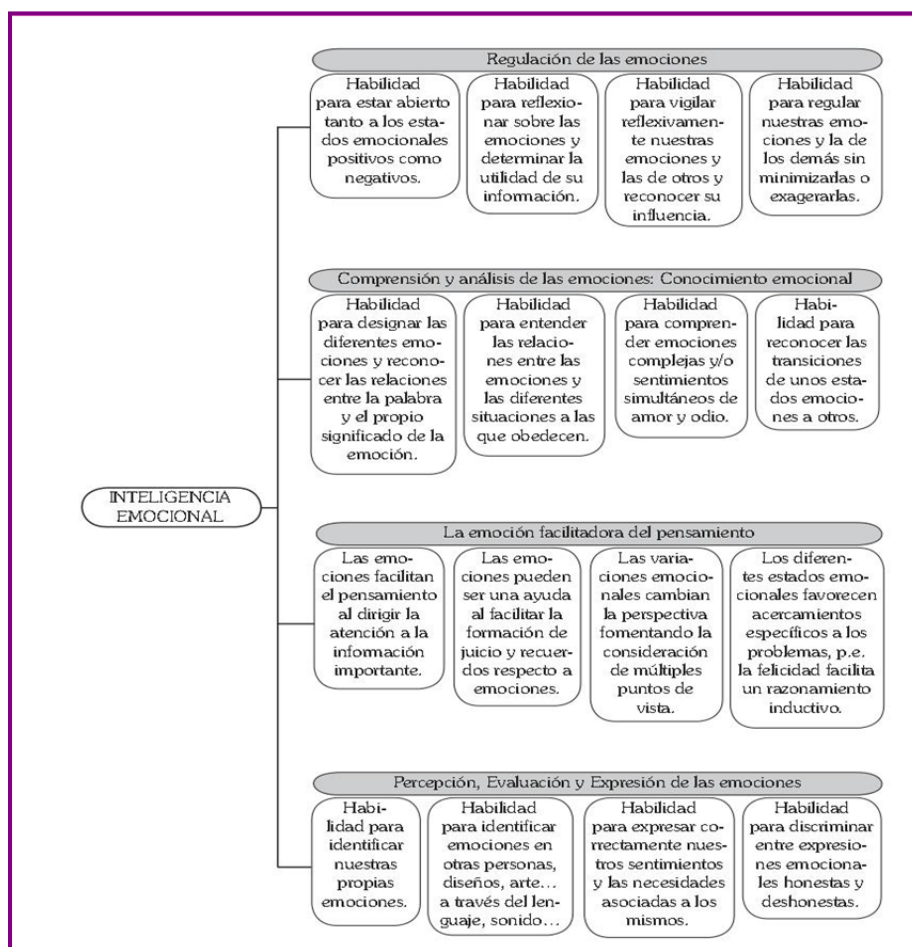 Regulación de las emociones
Habilidad
para estar abierto
tanto a los esta-
dos emocionales
positivos como
negativos.
Habilidad
para reflexio-
nar sobre las
emociones y
determinar la
utilidad de su
información.
Habilidad
para vigilar
reflexivamen-
te nuestras
emociones y
las de otros y
reconocer su
influencia.
Habilidad
para regular
nuestras emo-
ciones y la de
los demás sin
minimizarlas o
exagerarlas.
Comprensión y análisis de las emociones: Conocimiento emocional
Habilidad
para designar las
diferentes emo-
ciones y recono-
cer las relaciones
entre la palabra
y el propio
significado de la
emoción.
Habilidad
para entender
las relacio-
nes entre las
emociones y
las diferentes
situaciones a las
que obedecen.
Habilidad
para compren-
der emociones
complejas y/o
sentimientos
simultáneos de
amor y odio.
Habi-
lidad para
reconocer las
transiciones
de unos esta-
dos emocio-
nes a otros.
INTELIGENCIA
EMOCIONAL
La emoción facilitadora del pensamiento
Las emo-
ciones facilitan
el pensamiento
al dirigir la
atención a la
información
importante.
Las emo-
ciones pueden
ser una ayuda
al facilitar la
formación de
juicio y recuer-
dos respecto a
emociones.
Las varia-
ciones emocio-
nales cambian
la perspectiva
fomentando la
consideración
de múltiples
puntos de
vista.
Los diferen-
tes estados emo-
cionales favorecen
acercamientos
específicos a los
problemas, p.e.
la felicidad facilita
un razonamiento
inductivo.
Percepción, Evaluación y Expresión de las emociones
Habi-
lidad para
identificar
nuestras
propias
emociones.
Habilidad
para identificar
emociones en
otras personas,
diseños, arte...
a través del len-
guaje, sonido...
Habilidad
para expresar co-
rrectamente nues-
tros sentimientos
y las necesidades
asociadas a los
mismos.
Habilidad
para discriminar
entre expresio-
nes emociona-
les honestas y
deshonestas.